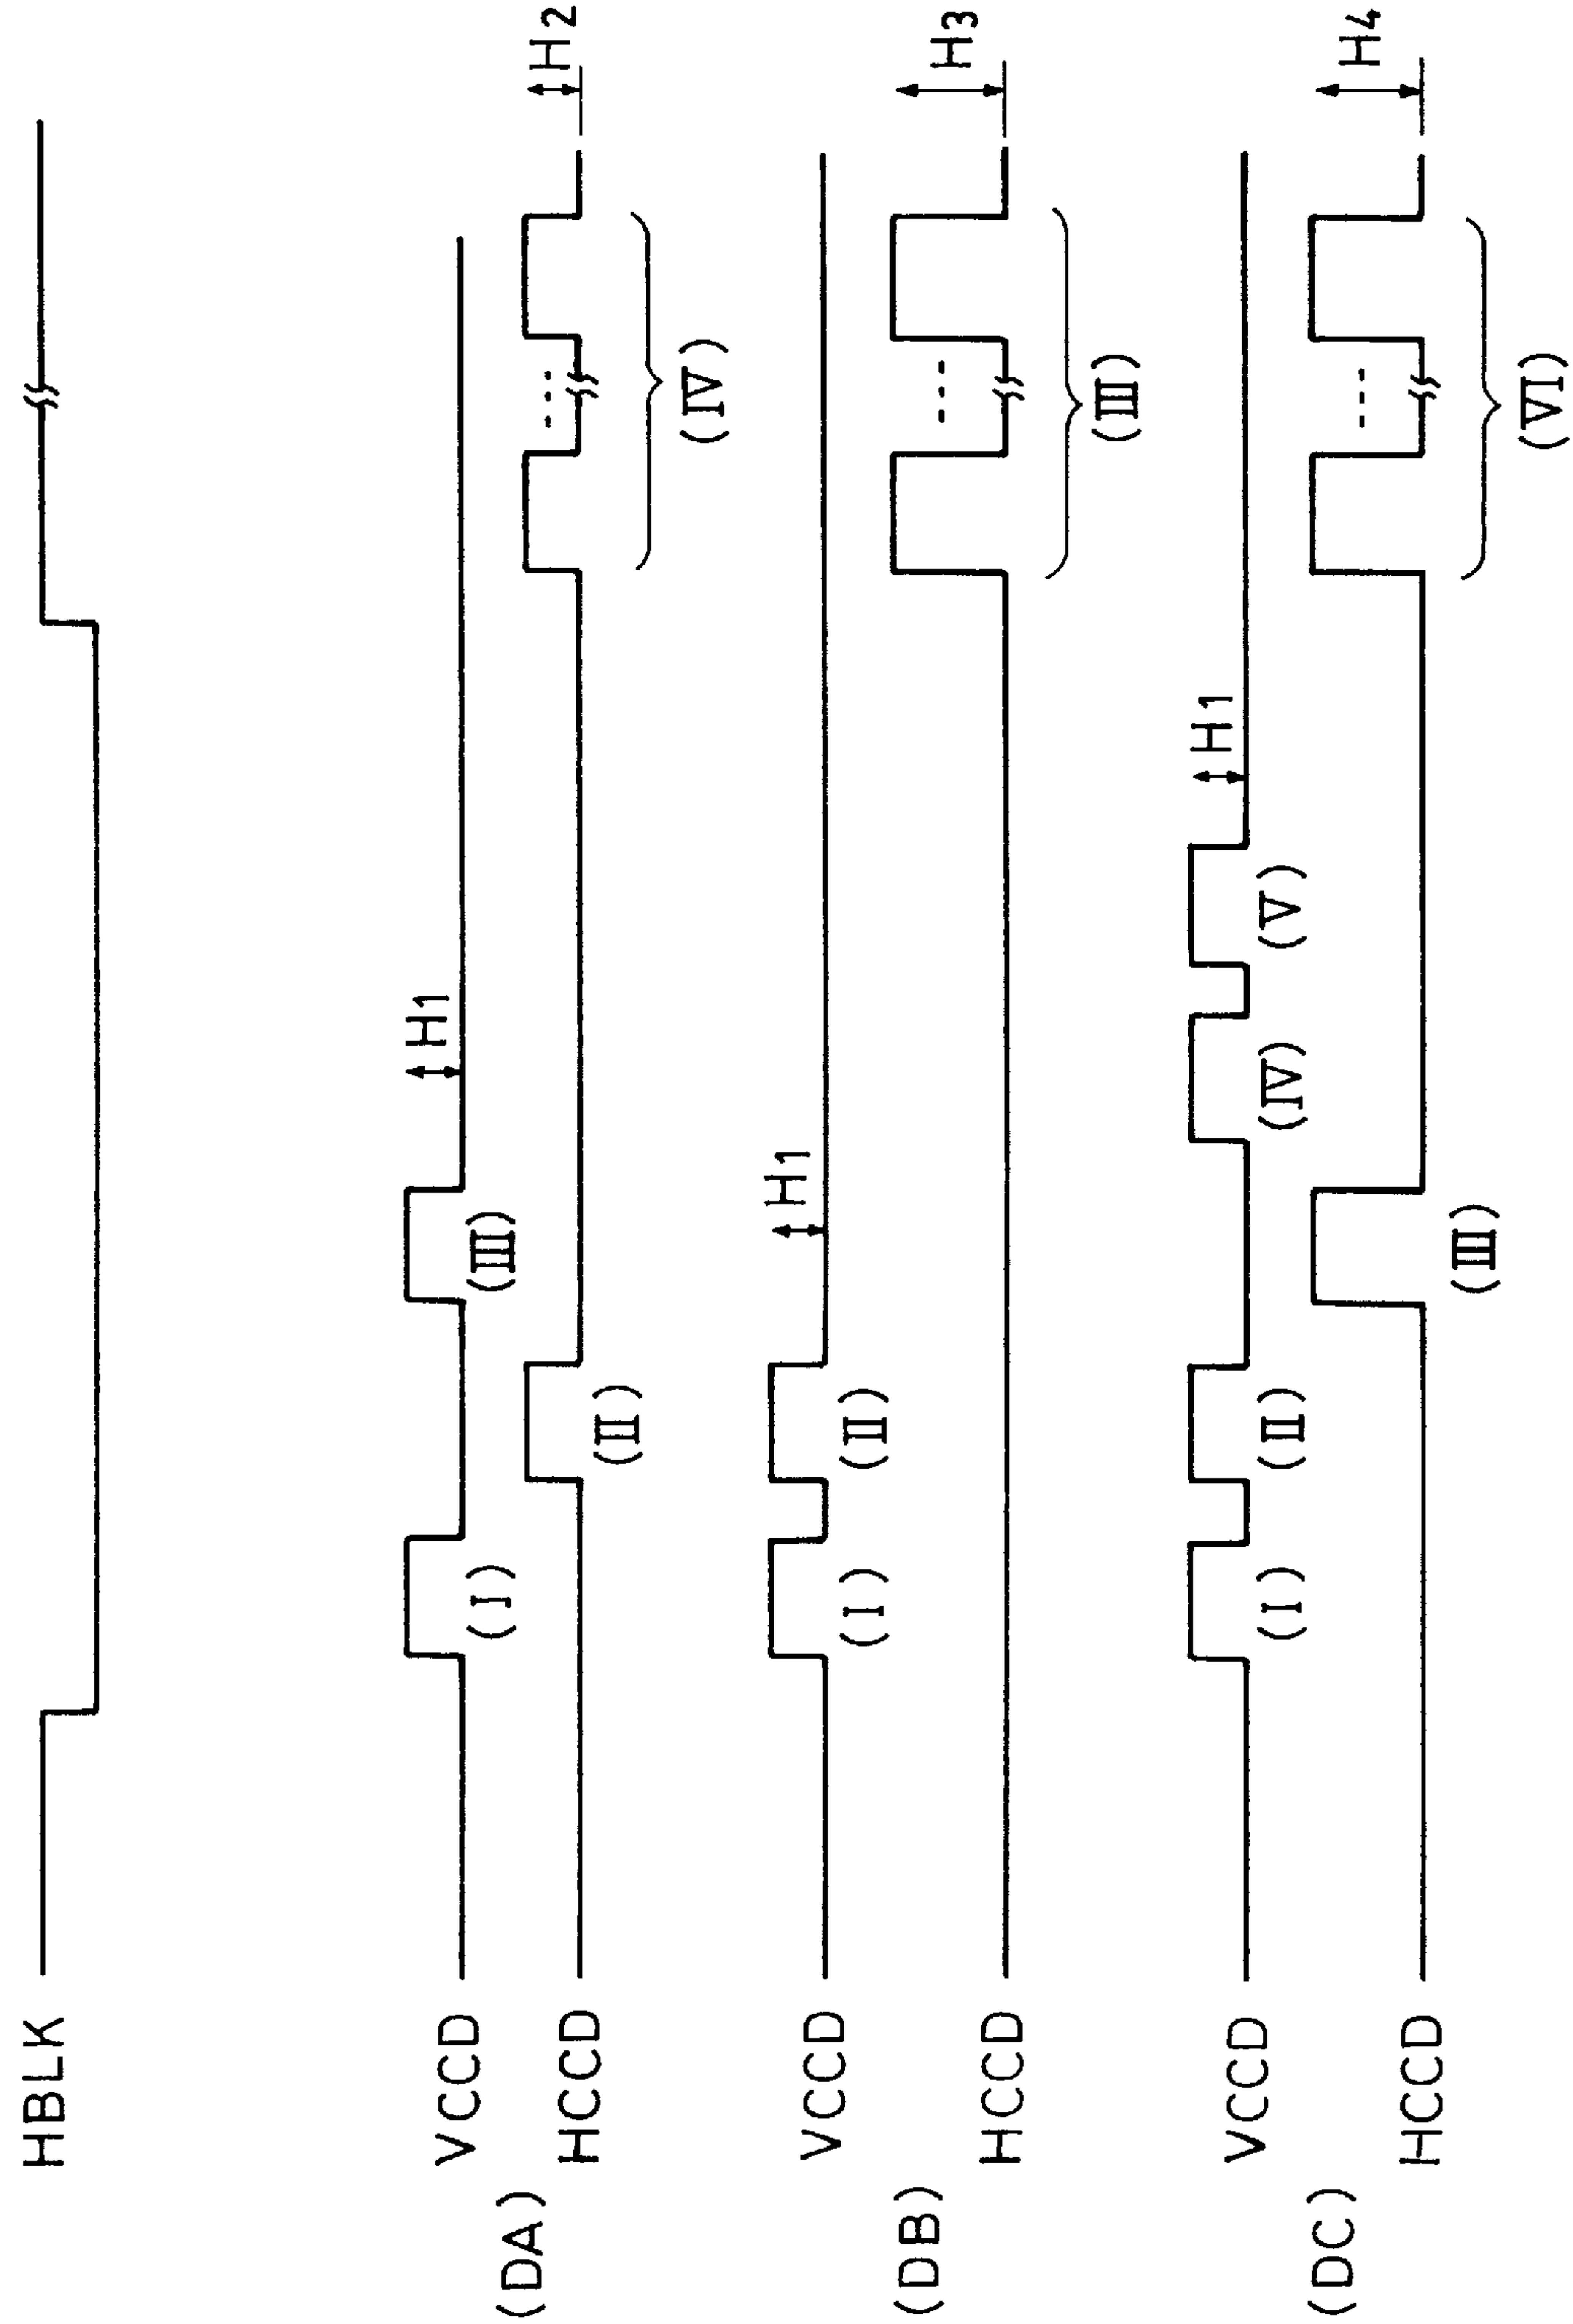 HBLK
(DA)
VCCD
(I)
(III)
H1
HCCD
(II)
(IV)
H2
(DB)
VCCD
(I)
(II)
H1
HCCD
(III)
H3
(DC)
VCCD
(I)
(II)
(IV)
(V)
H1
HCCD
(III)
(VI)
H4